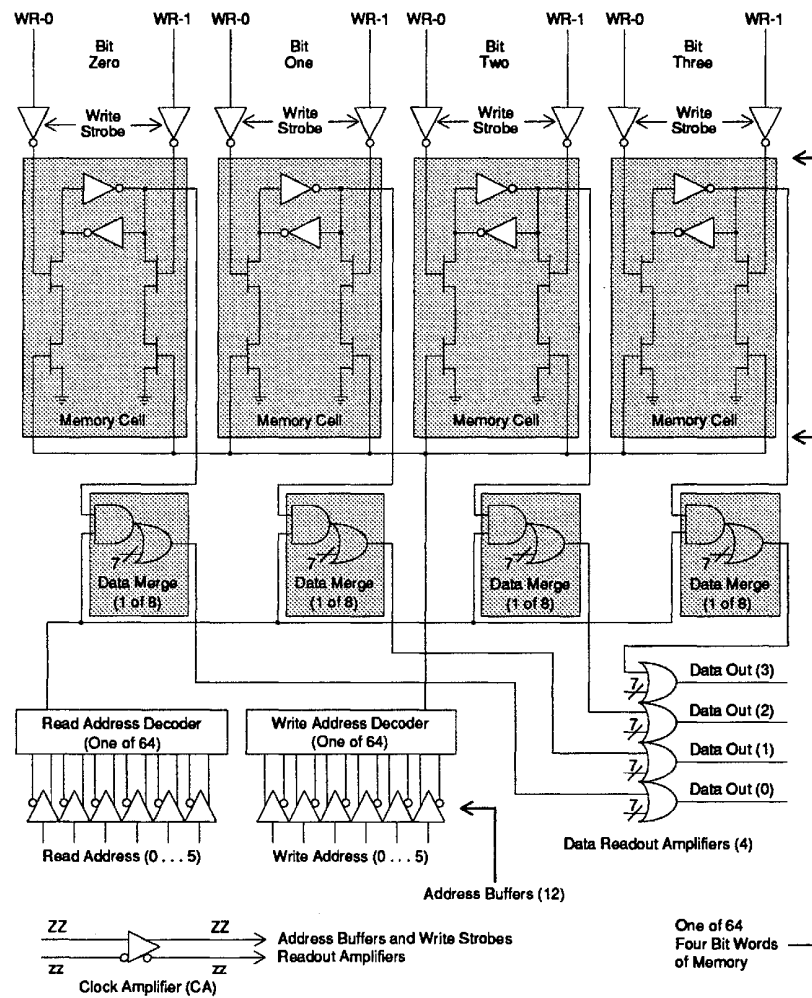 WR-0 WR-1 WR-0 WR-1 WR-0 WR-1 WR-0 WR-1
Bit Zero
Bit One
Bit Two
Bit Three
Write Strobe
Write Strobe
Write Strobe
Write Strobe
Memory Cell
Memory Cell
Memory Cell
Memory Cell
7
Data Merge
(1 of 8)
7
Data Merge
(1 of 8)
7
Data Merge
(1 of 8)
7
Data Merge
(1 of 8)
7 Data Out (3)
7 Data Out (2)
7 Data Out (1)
7 Data Out (0)
Read Address Decoder
(One of 64)
Write Address Decoder
(One of 64)
Read Address (0 . . . 5)
Write Address (0 . . . 5)
Data Readout Amplifiers (4)
Address Buffers (12)
ZZ ZZ Address Buffers and Write Strobes
zz zz Readout Amplifiers
Clock Amplifier (CA)
One of 64
Four Bit Words
of Memory